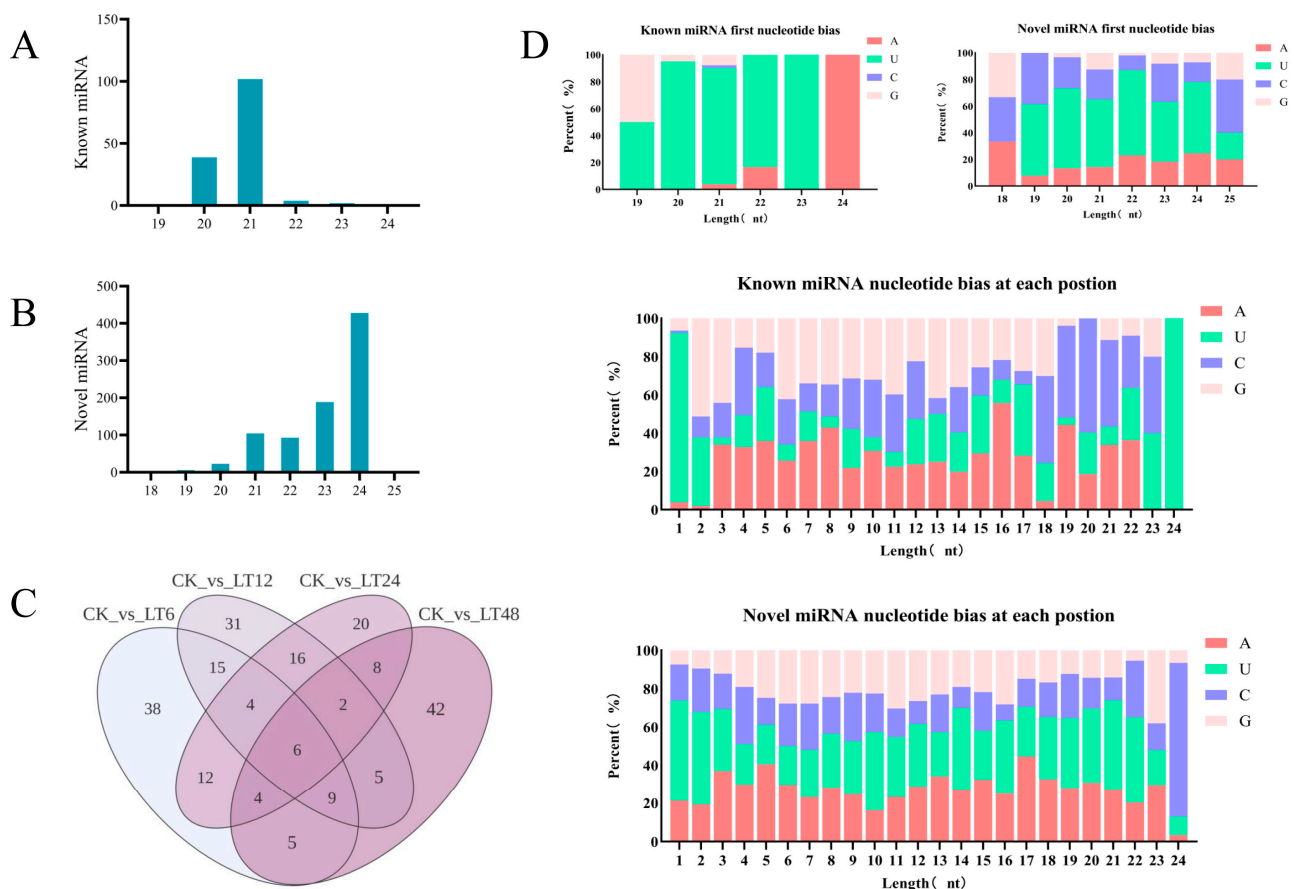 A
Known miRNA
150
100
50
0
19 20 21 22 23 24
B
Novel miRNA
500
400
300
200
100
0
18 19 20 21 22 23 24 25
C
CK_vs_LT12 CK_vs_LT24
CK_vs_LT6 CK_vs_LT48
31 20
15 16 8
38 4 2 42
6
12 4 9 5
5
D
Known miRNA first nucleotide bias
Percent( %)
100
80
60
40
20
0
19 20 21 22 23 24
Length( nt)
A
U
C
G
Novel miRNA first nucleotide bias
Percent( %)
100
80
60
40
20
0
18 19 20 21 22 23 24 25
Length( nt)
A
U
C
G
Known miRNA nucleotide bias at each postion
Percent( %)
100
80
60
40
20
0
1 2 3 4 5 6 7 8 9 10 11 12 13 14 15 16 17 18 19 20 21 22 23 24
Length( nt)
A
U
C
G
Novel miRNA nucleotide bias at each postion
Percent( %)
100
80
60
40
20
0
1 2 3 4 5 6 7 8 9 10 11 12 13 14 15 16 17 18 19 20 21 22 23 24
Length( nt)
A
U
C
G